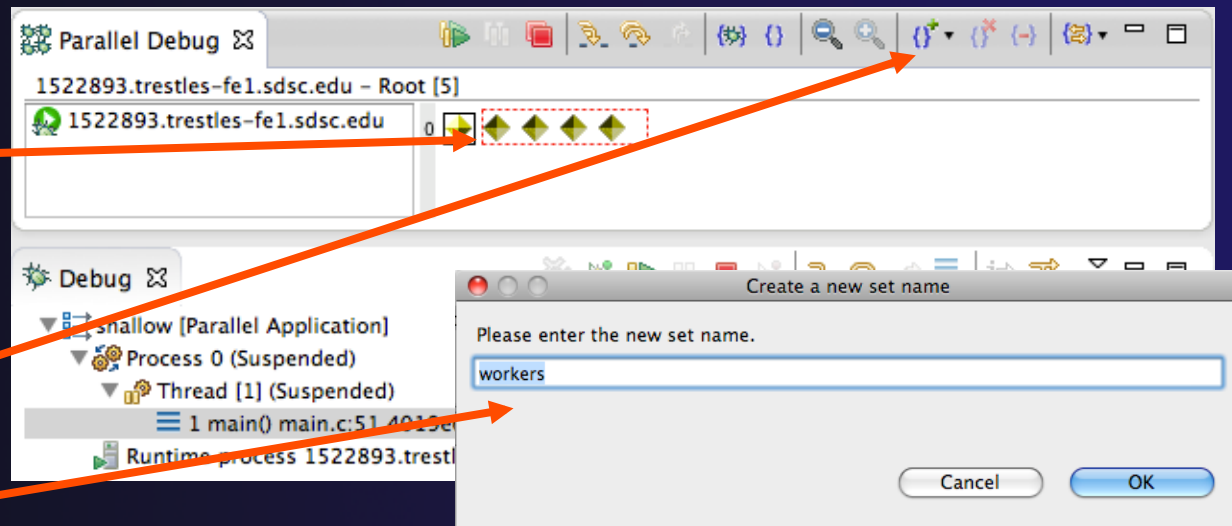 Parallel Debug
1522893.trestles-fe1.sdsc.edu - Root [5]
1522893.trestles-fe1.sdsc.edu
0
Debug
shallow [Parallel Application]
Process 0 (Suspended)
Thread [1] (Suspended)
1 main() main.c:51
Runtime process 1522893.trestl
Create a new set name
Please enter the new set name.
workers
Cancel
OK